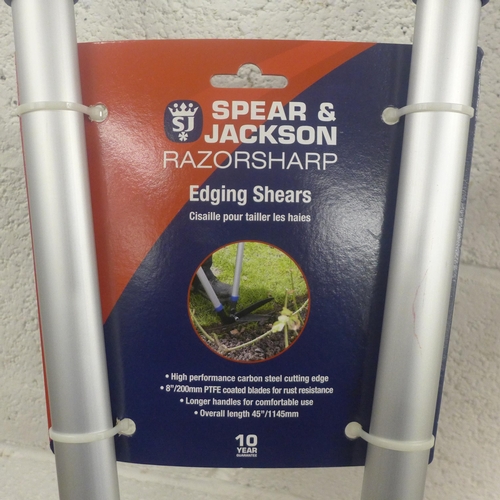 SJ
SPEAR &
JACKSON
RAZORSHARP
Edging Shears
Cisaille pour tailler les haies
• High performance carbon steel cutting edge
• 8"/200mm PTFE coated blades for rust resistance
• Longer handles for comfortable use
• Overall length 45"/1145mm
10
YEAR
GUARANTEE